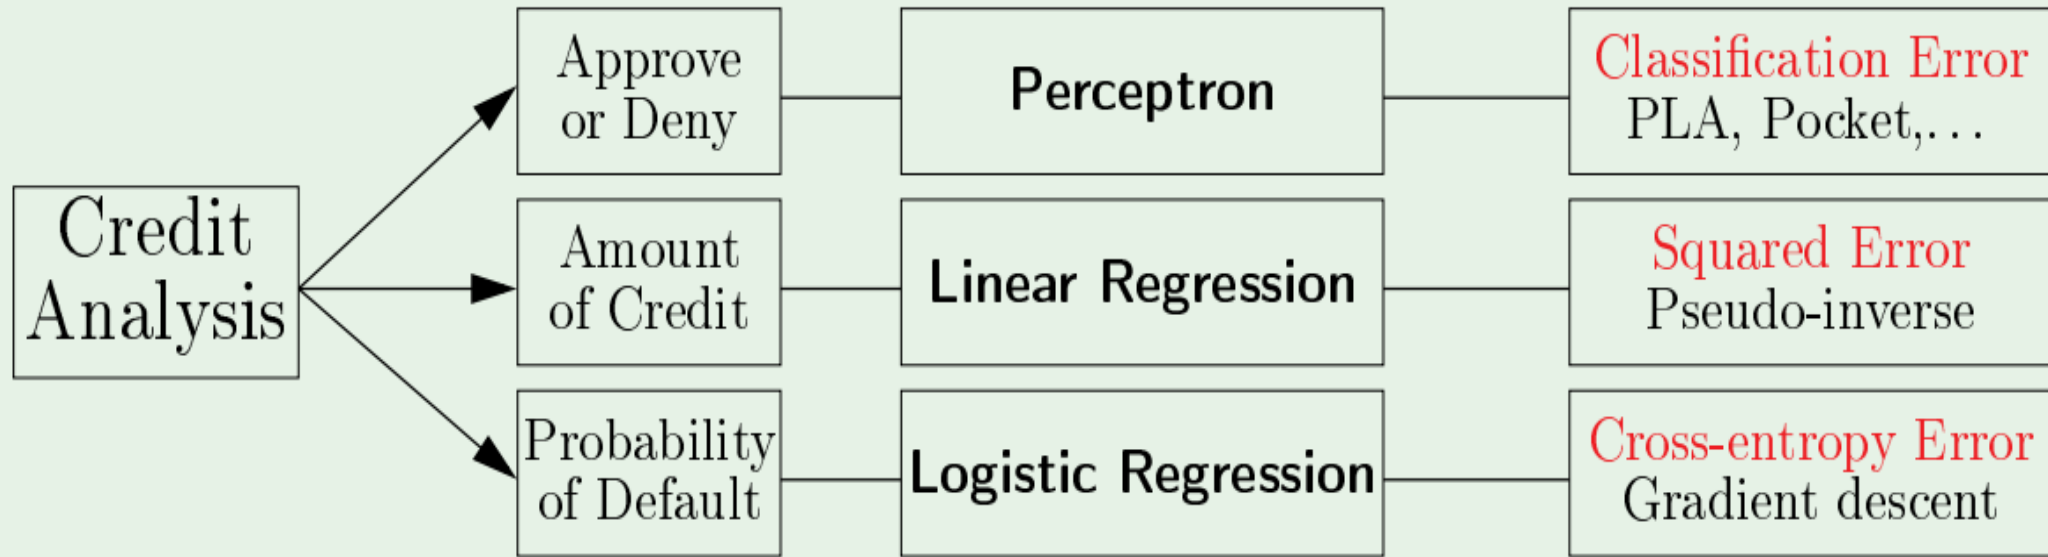 Credit
Analysis
Approve
or Deny
Perceptron
Classification Error
PLA, Pocket,...
Amount
of Credit
Linear Regression
Squared Error
Pseudo-inverse
Probability
of Default
Logistic Regression
Cross-entropy Error
Gradient descent